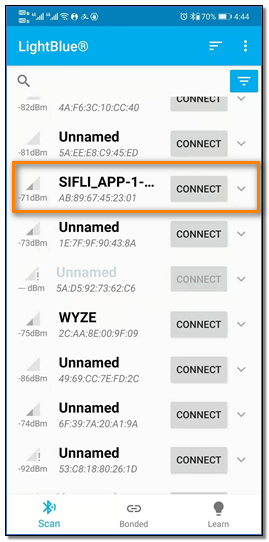 70% 4:44
LightBlue®
-82dBm 4A:F6:3C:10:CC:40 CONNECT
Unnamed
-81dBm 5A:EE:E8:C9:45:ED CONNECT
SIFLI_APP-1-...
-71dBm AB:89:67:45:23:01 CONNECT
Unnamed
-73dBm 1E:7F:9F:90:43:8A CONNECT
Unnamed
--- dBm 5A:D5:92:73:62:C6 CONNECT
WYZE
-75dBm 2C:AA:8E:00:9F:09 CONNECT
Unnamed
-86dBm 49:69:CC:7E:FD:2C CONNECT
Unnamed
-74dBm 6F:39:7A:20:A1:9A CONNECT
Unnamed
-92dBm 53:C8:18:80:26:1D CONNECT
Scan Bonded Learn